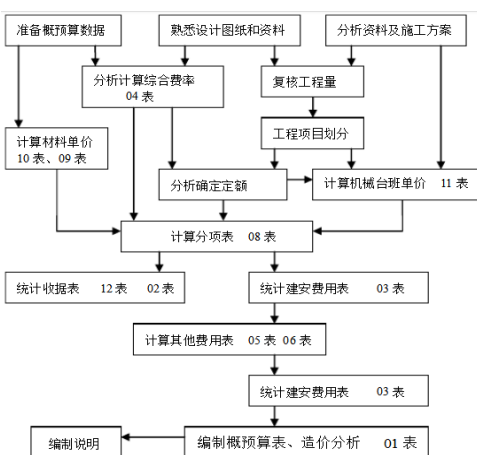 准备概预算数据
熟悉设计图纸和资料
分析资料及施工方案
分析计算综合费率
04 表
复核工程量
计算材料单价
10 表、09 表
工程项目划分
分析确定定额
计算机械台班单价 11 表
计算分项表 08 表
统计收据表 12 表 02 表
统计建安费用表 03 表
计算其他费用表 05 表 06 表
统计建安费用表 03 表
编制说明
编制概预算表、造价分析 01 表